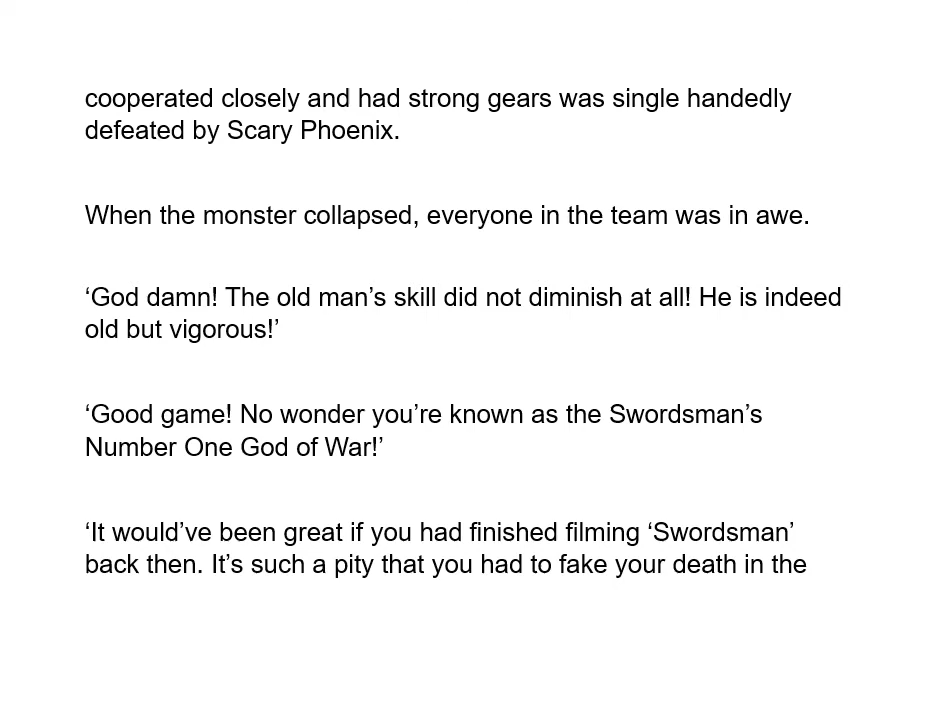 cooperated closely and had strong gears was single handedly
defeated by Scary Phoenix.
When the monster collapsed, everyone in the team was in awe.
‘God damn! The old man’s skill did not diminish at all! He is indeed
old but vigorous!’
‘Good game! No wonder you’re known as the Swordsman’s
Number One God of War!’
‘It would’ve been great if you had finished filming ‘Swordsman’
back then. It’s such a pity that you had to fake your death in the